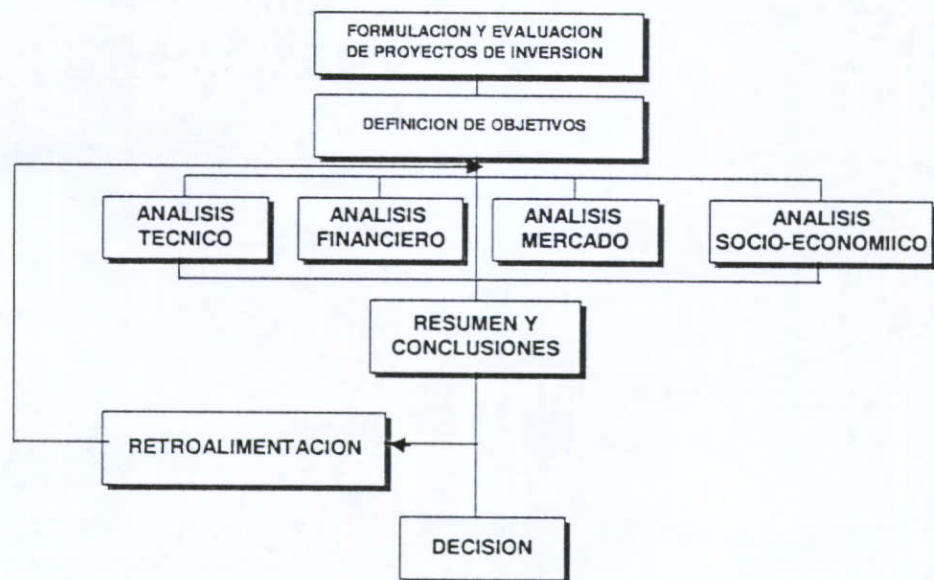 FORMULACION Y EVALUACION
DE PROYECTOS DE INVERSION
DEFINICION DE OBJETIVOS
ANALISIS
TECNICO
ANALISIS
FINANCIERO
ANALISIS
MERCADO
ANALISIS
SOCIO-ECONOMIICO
RESUMEN Y
CONCLUSIONES
RETROALIMENTACION
DECISION